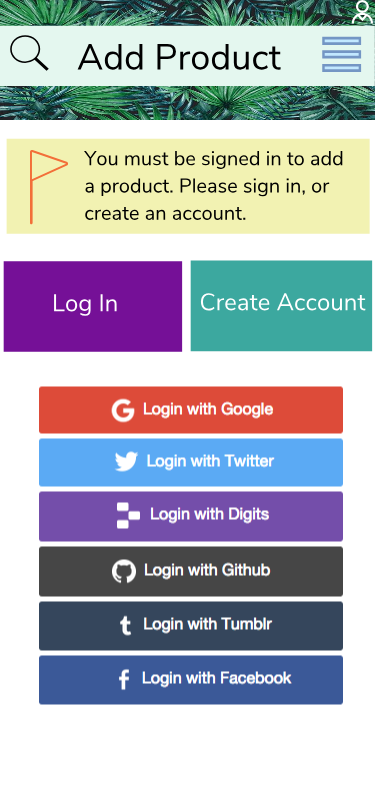 Add Product
You must be signed in to add
a product. Please sign in, or
create an account.
Log In
Create Account
Login with Google
Login with Twitter
Login with Digits
Login with Github
Login with Tumblr
Login with Facebook